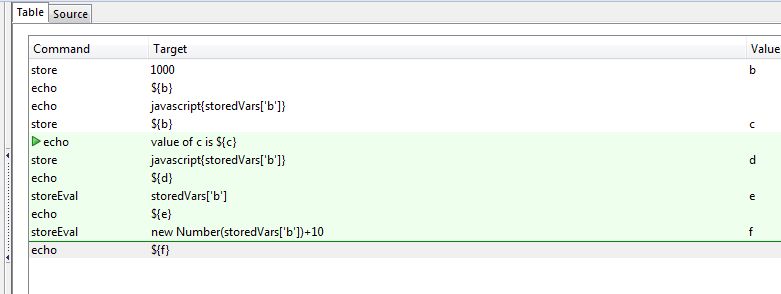 Table Source
Command Target Value
store 1000 b
echo ${b}
echo javascript{storedVars['b']}
store ${b} c
echo value of c is ${c}
store javascript{storedVars['b']} d
echo ${d}
storeEval storedVars['b'] e
echo ${e}
storeEval new Number(storedVars['b'])+10 f
echo ${f}